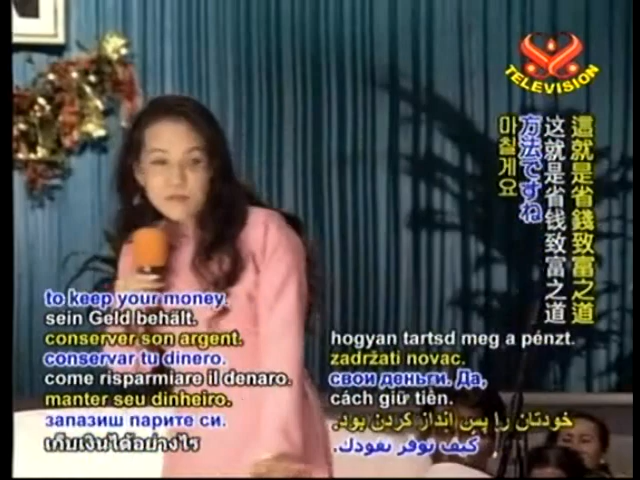 TELEVISION
這就是省錢致富之道
这就是省钱致富之道
方法ですね
마칠게요
to keep your money.
sein Geld behält.
conserver son argent.
conservar tu dinero.
come risparmiare il denaro.
manter seu dinheiro.
запазиш парите си.
เก็บเงินได้อย่างไร
hogyan tartsd meg a pénzt.
zadržati novac.
свои деньги. Да,
cách giữ tiền.
خودتان را پس انداز کردن بود.
كيف توفر نقودك.